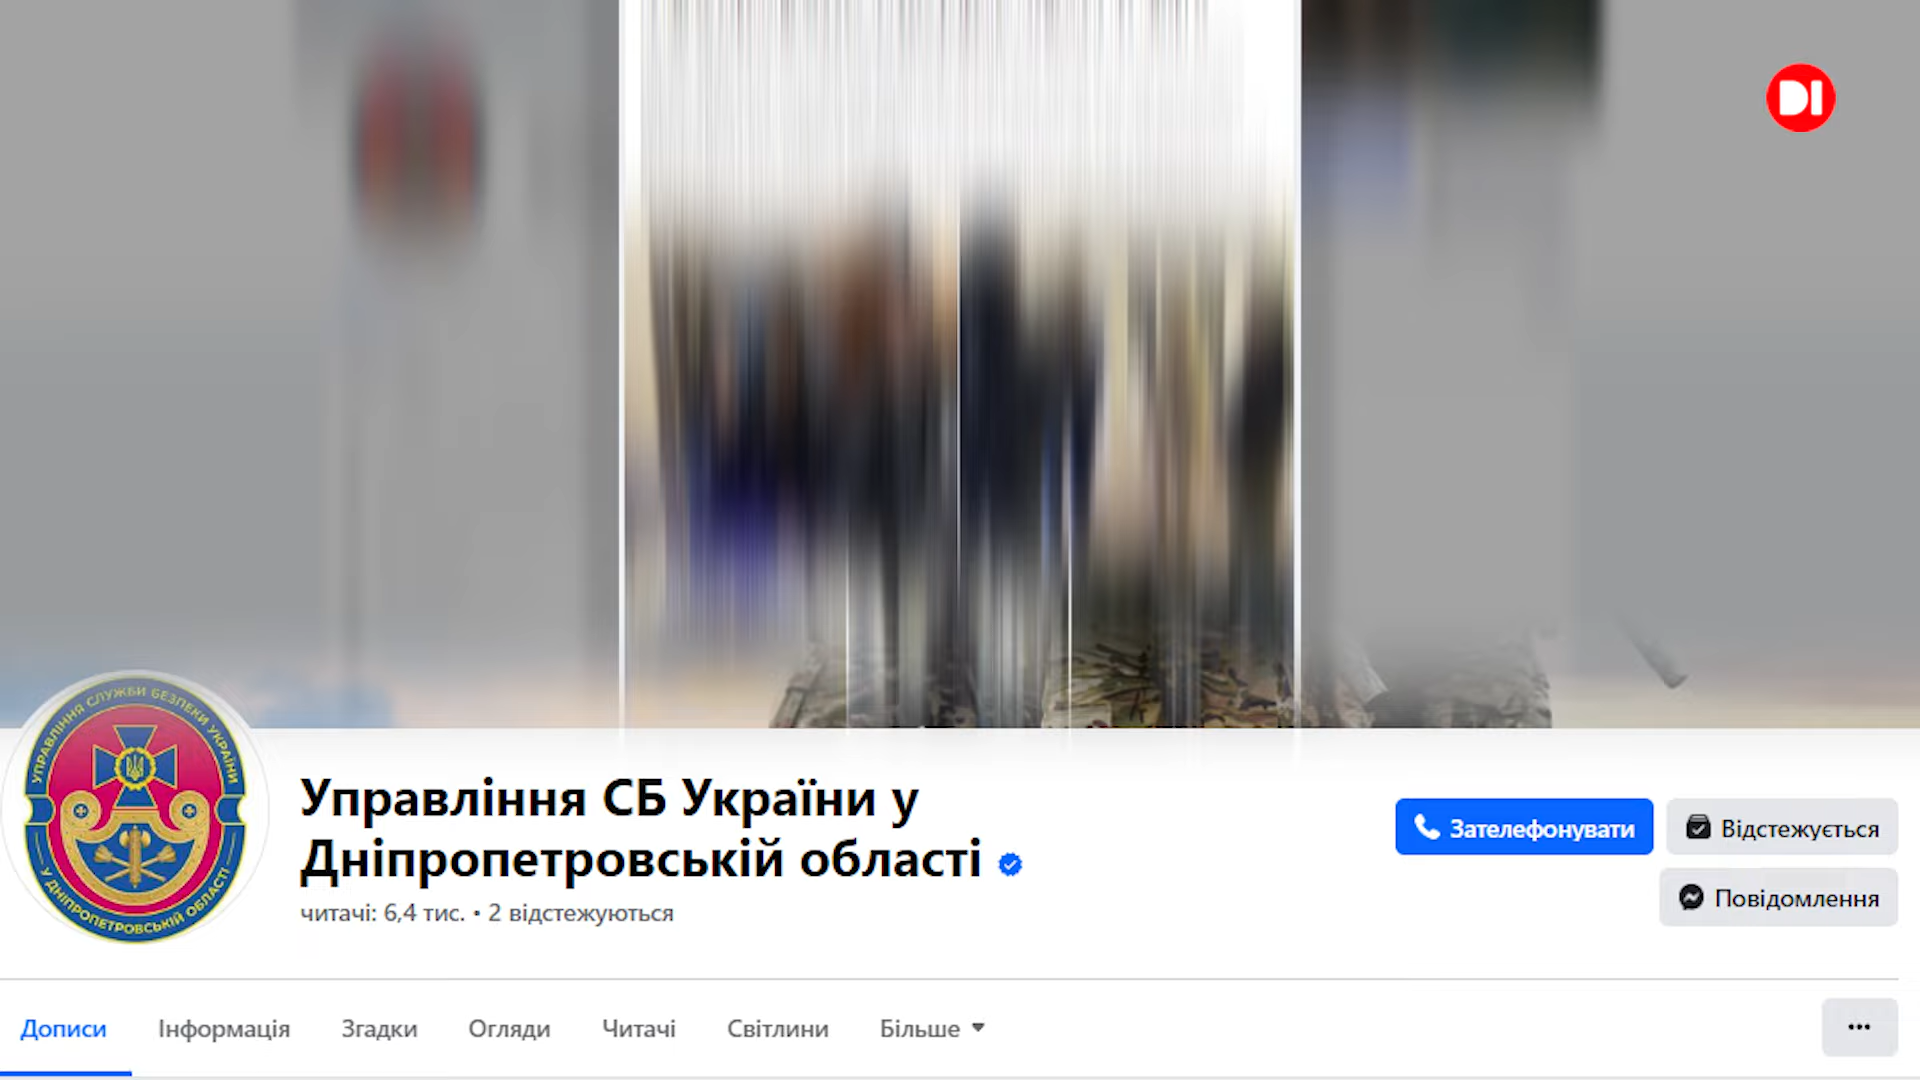 DI
УПРАВЛІННЯ СЛУЖБИ БЕЗПЕКИ УКРАЇНИ
У ДНІПРОПЕТРОВСЬКІЙ ОБЛАСТІ
Управління СБ України у
Дніпропетровській області
читачі: 6,4 тис. • 2 відстежуються
Зателефонувати
Відстежується
Повідомлення
Дописи
Інформація
Згадки
Огляди
Читачі
Світлини
Більше